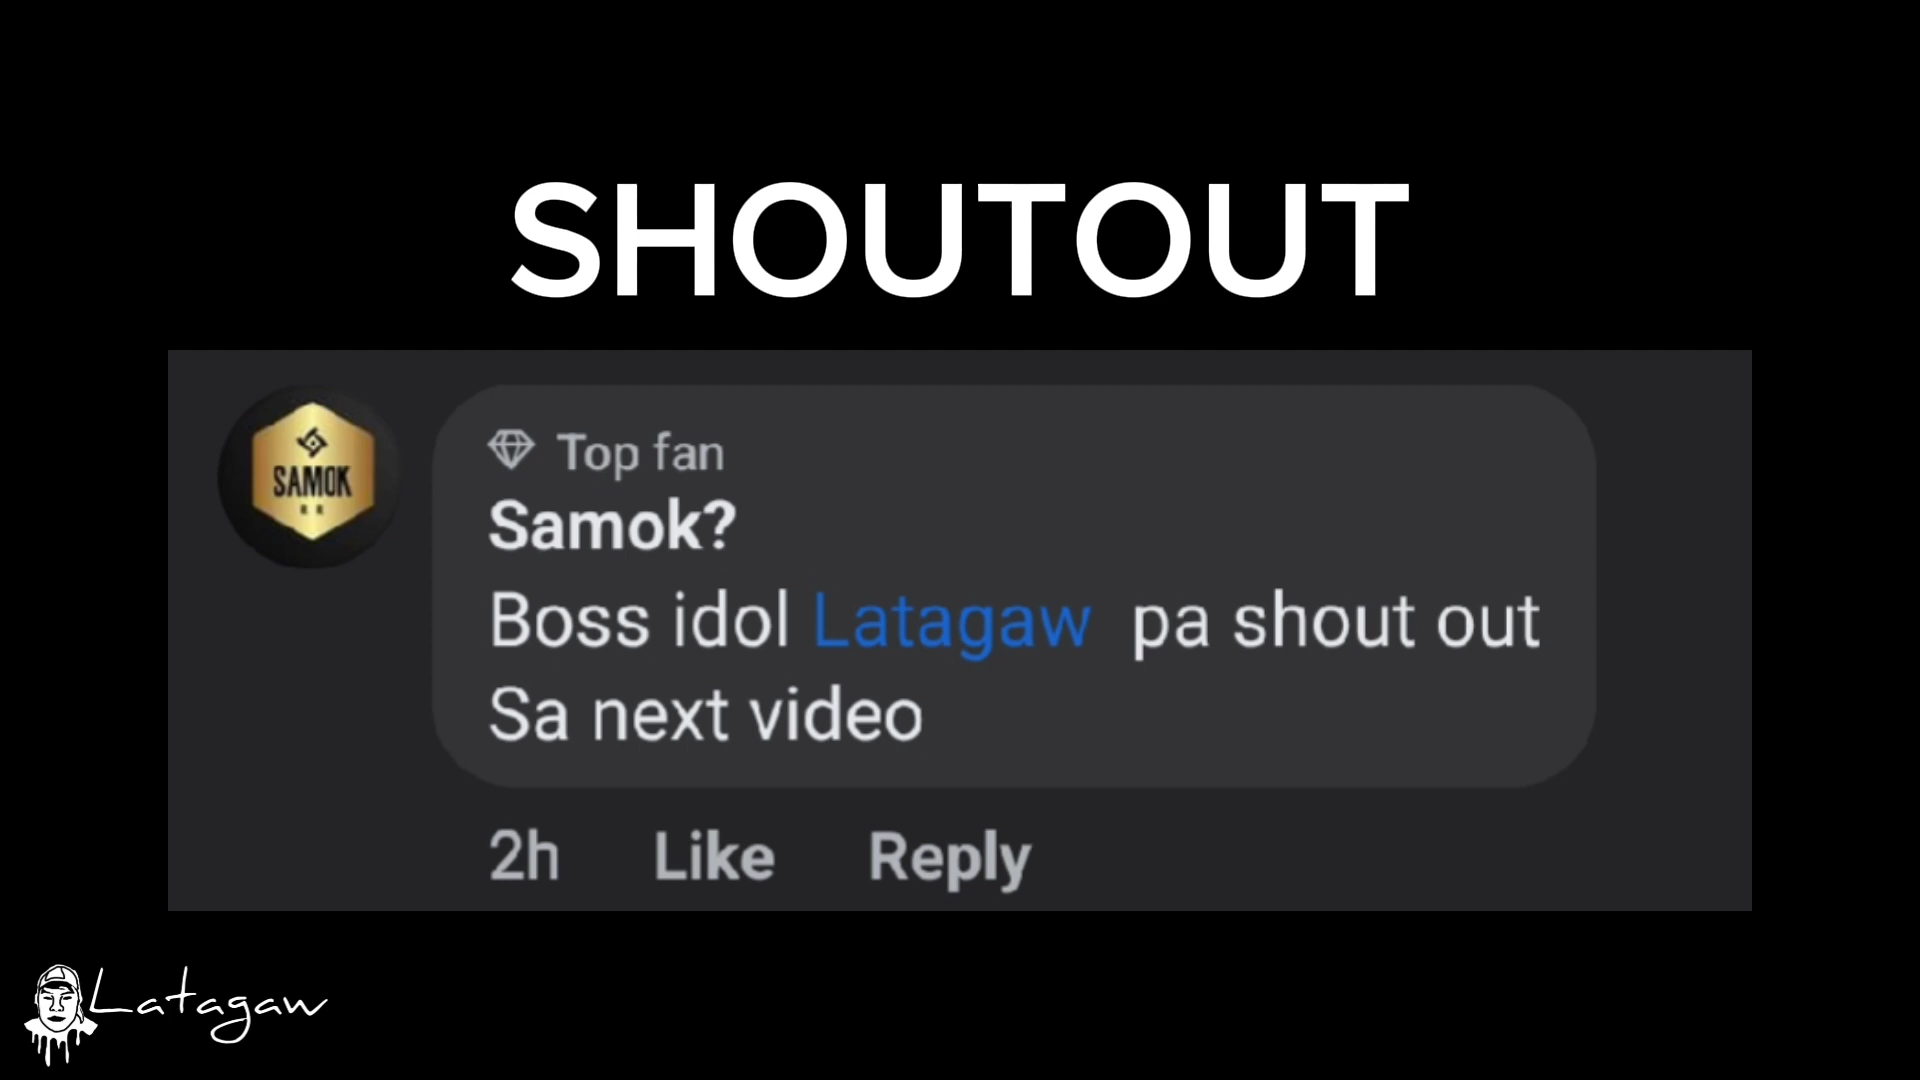 SHOUTOUT
SAMOK
Top fan
Samok?
Boss idol Latagaw pa shout out
Sa next video
2h Like Reply
Latagaw